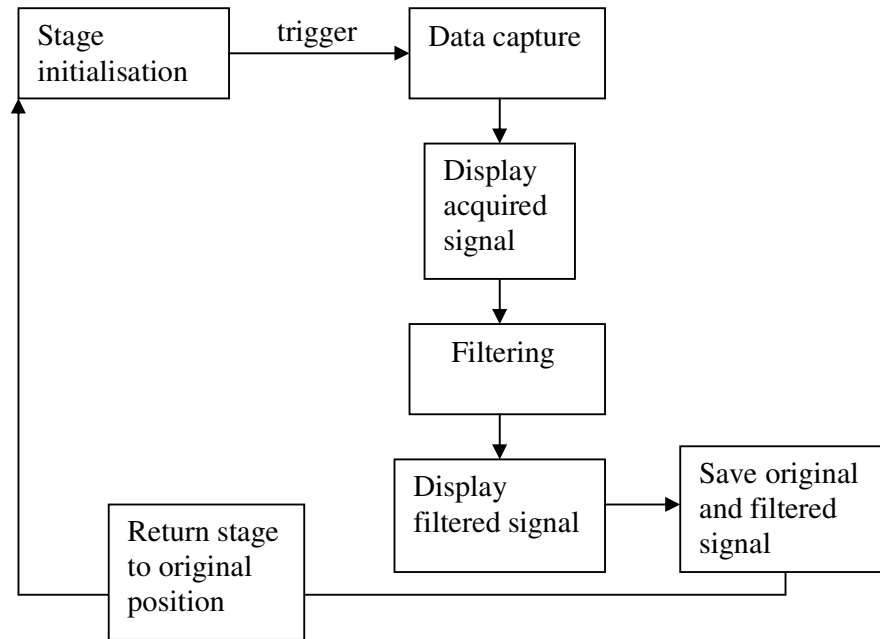 Stage
initialisation
trigger
Data capture
Display
acquired
signal
Filtering
Display
filtered signal
Save original
and filtered
signal
Return stage
to original
position